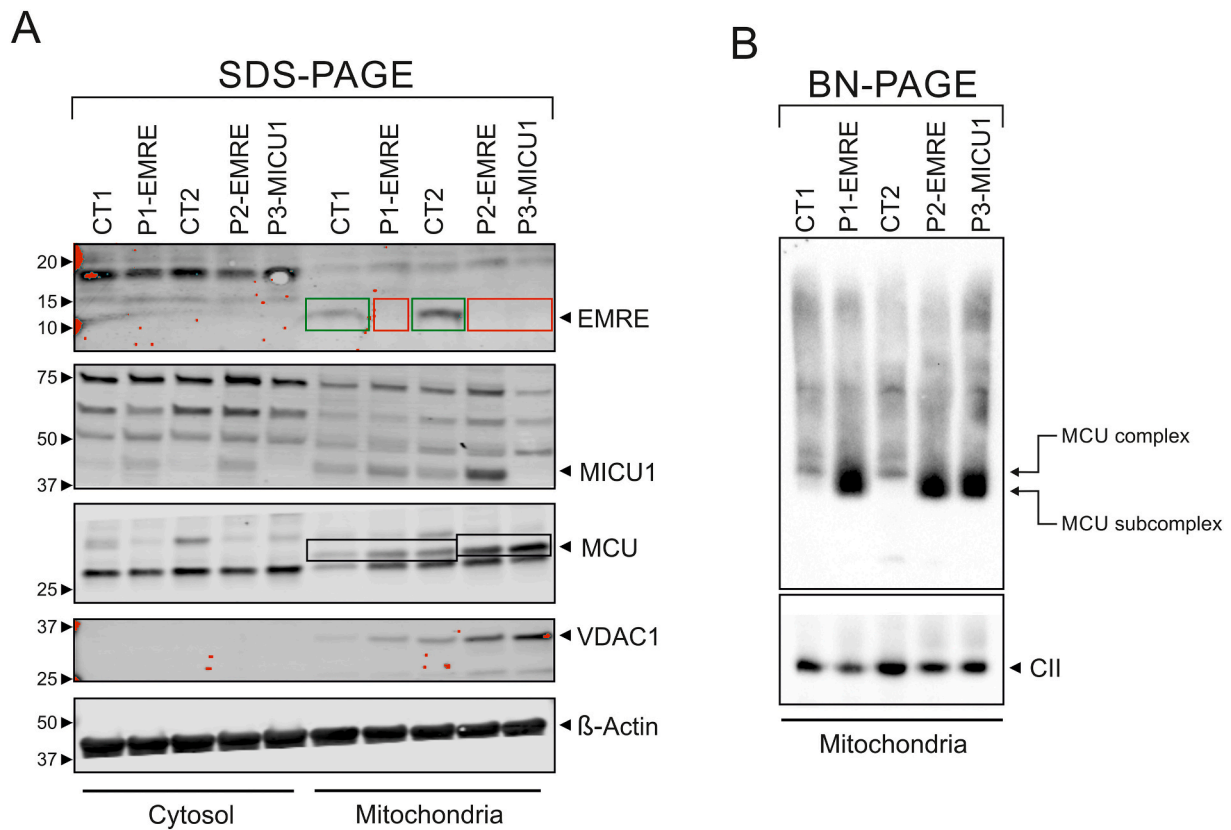 A
SDS-PAGE
CT1
P1-EMRE
CT2
P2-EMRE
P3-MICU1
CT1
P1-EMRE
CT2
P2-EMRE
P3-MICU1
20
15
10
EMRE
75
50
37
MICU1
MCU
25
37
VDAC1
25
50
ß-Actin
37
Cytosol
Mitochondria
B
BN-PAGE
CT1
P1-EMRE
CT2
P2-EMRE
P3-MICU1
MCU complex
MCU subcomplex
CII
Mitochondria